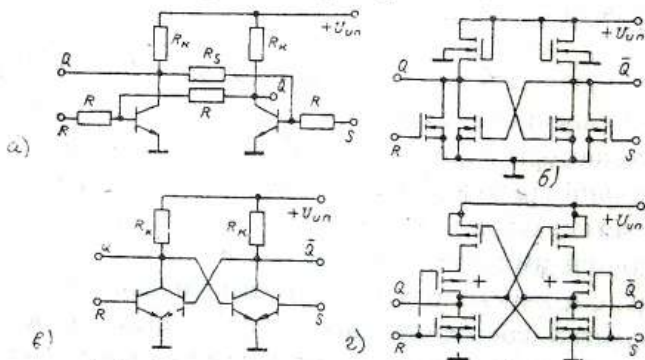 Rк Rк +Uип
Q Rs
R R Q̄ R
R S
а)
+Uип
Q Q̄
R S
б)
Rк Rк +Uип
Q Q̄
R S
в)
+Uип
+ +
Q Q̄
R S
г)